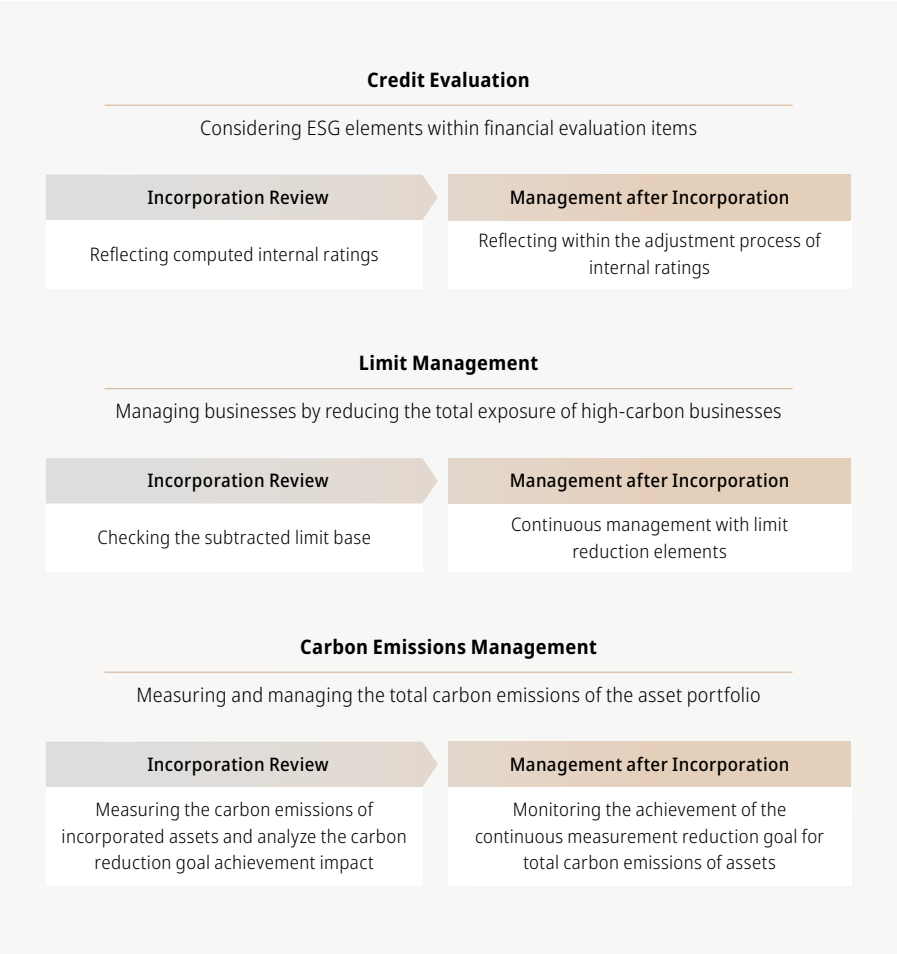 Credit Evaluation
Considering ESG elements within financial evaluation items
Incorporation Review
Reflecting computed internal ratings
Management after Incorporation
Reflecting within the adjustment process of
internal ratings
Limit Management
Managing businesses by reducing the total exposure of high-carbon businesses
Incorporation Review
Checking the subtracted limit base
Management after Incorporation
Continuous management with limit
reduction elements
Carbon Emissions Management
Measuring and managing the total carbon emissions of the asset portfolio
Incorporation Review
Measuring the carbon emissions of
incorporated assets and analyze the carbon
reduction goal achievement impact
Management after Incorporation
Monitoring the achievement of the
continuous measurement reduction goal for
total carbon emissions of assets